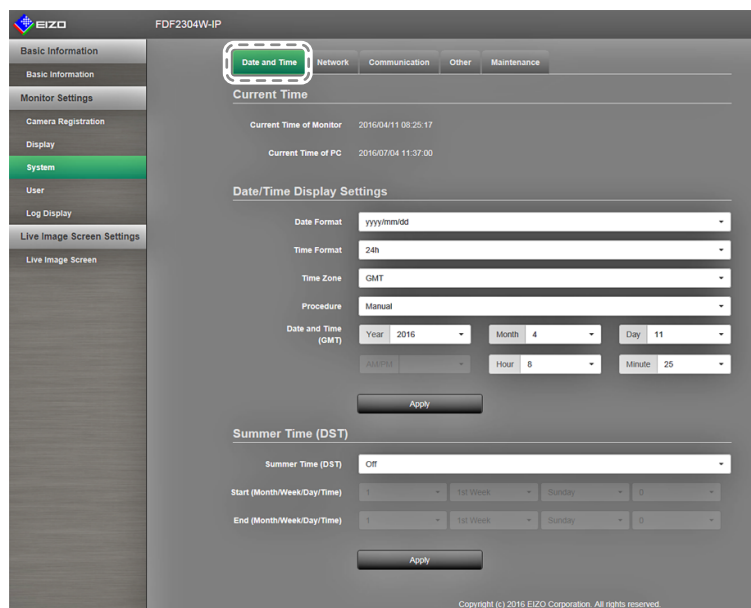 EIZO
FDF2304W-IP
Basic Information
Basic Information
Monitor Settings
Camera Registration
Display
System
User
Log Display
Live Image Screen Settings
Live Image Screen
Date and Time Network Communication Other Maintenance
Current Time
Current Time of Monitor 2016/04/11 08:25:17
Current Time of PC 2016/07/04 11:37:00
Date/Time Display Settings
Date Format yyyy/mm/dd
Time Format 24h
Time Zone GMT
Procedure Manual
Date and Time
(GMT)
Year 2016 Month 4 Day 11
AM/PM Hour 8 Minute 25
Apply
Summer Time (DST)
Summer Time (DST) Off
Start (Month/Week/Day/Time) 1 1st Week Sunday 0
End (Month/Week/Day/Time) 1 1st Week Sunday 0
Apply
Copyright (c) 2016 EIZO Corporation. All rights reserved.